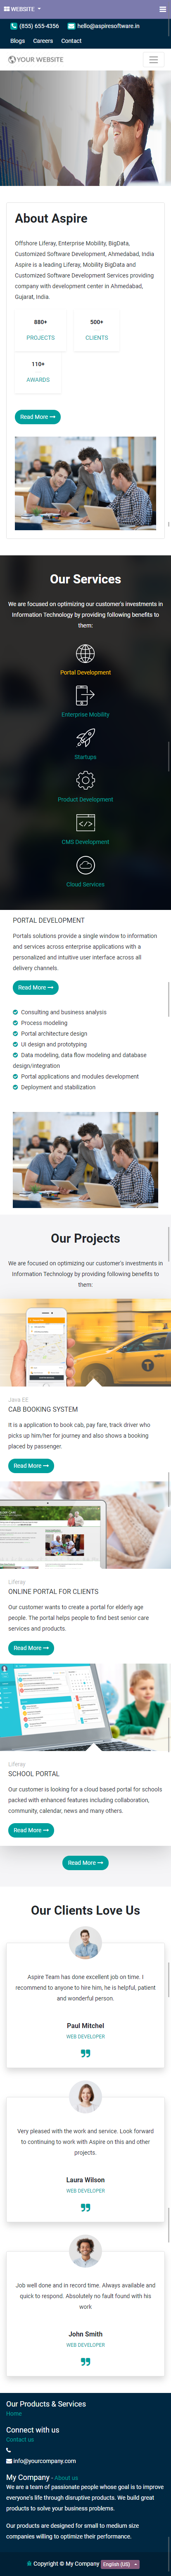 WEBSITE
(855) 655-4356 hello@aspiresoftware.in
Blogs Careers Contact
YOUR WEBSITE
About Aspire
Offshore Liferay, Enterprise Mobility, BigData,
Customized Software Development, Ahmedabad, India
Aspire is a leading Liferay, Mobility BigData and
Customized Software Development Services providing
company with development center in Ahmedabad,
Gujarat, India.
880+ 500+
PROJECTS CLIENTS
110+
AWARDS
Read More
Our Services
We are focused on optimizing our customer's investments in
Information Technology by providing following benefits to
them:
Portal Development
Enterprise Mobility
Startups
Product Development
CMS Development
Cloud Services
PORTAL DEVELOPMENT
Portals solutions provide a single window to information
and services across enterprise applications with a
personalized and intuitive user interface across all
delivery channels.
Read More
Consulting and business analysis
Process modeling
Portal architecture design
UI design and prototyping
Data modeling, data flow modeling and database
design/integration
Portal applications and modules development
Deployment and stabilization
Our Projects
We are focused on optimizing our customer's investments in
Information Technology by providing following benefits to
them:
Java EE
CAB BOOKING SYSTEM
It is a application to book cab, pay fare, track driver who
picks up him/her for journey and also shows a booking
placed by passenger.
Read More
Liferay
ONLINE PORTAL FOR CLIENTS
Our customer wants to create a portal for elderly age
people. The portal helps people to find best senior care
services and products.
Read More
Liferay
SCHOOL PORTAL
Our customer is looking for a cloud based portal for schools
packed with enhanced features including collaboration,
community, calendar, news and many others.
Read More
Read More
Our Clients Love Us
Aspire Team has done excellent job on time. I
recommend to anyone to hire him, he is helpful, patient
and wonderful person.
Paul Mitchel
WEB DEVELOPER
Very pleased with the work and service. Look forward
to continuing to work with Aspire on this and other
projects.
Laura Wilson
WEB DEVELOPER
Job well done and in record time. Always available and
quick to respond. Absolutely no fault found with his
work
John Smith
WEB DEVELOPER
Our Products & Services
Home
Connect with us
Contact us
info@yourcompany.com
My Company - About us
We are a team of passionate people whose goal is to improve
everyone's life through disruptive products. We build great
products to solve your business problems.
Our products are designed for small to medium size
companies willing to optimize their performance.
Copyright © My Company English (US)